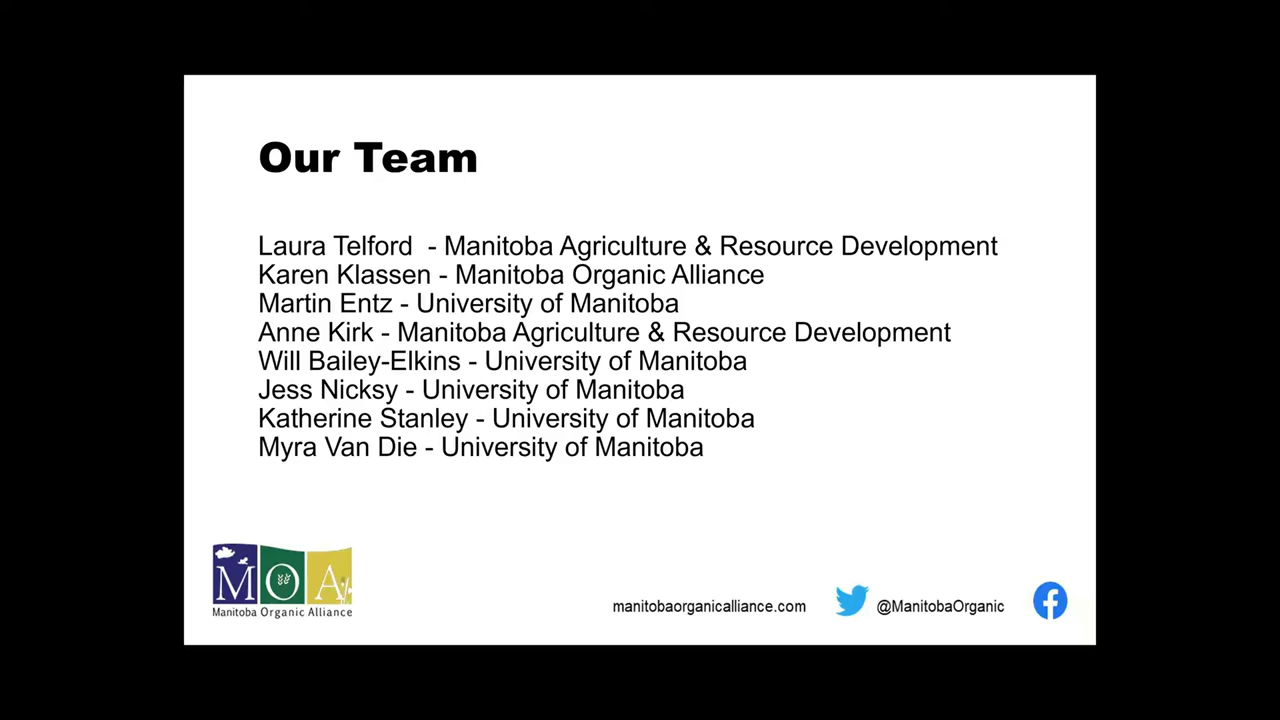 Our Team
Laura Telford - Manitoba Agriculture & Resource Development
Karen Klassen - Manitoba Organic Alliance
Martin Entz - University of Manitoba
Anne Kirk - Manitoba Agriculture & Resource Development
Will Bailey-Elkins - University of Manitoba
Jess Nicksy - University of Manitoba
Katherine Stanley - University of Manitoba
Myra Van Die - University of Manitoba
MOA
Manitoba Organic Alliance
manitobaorganicalliance.com
@ManitobaOrganic